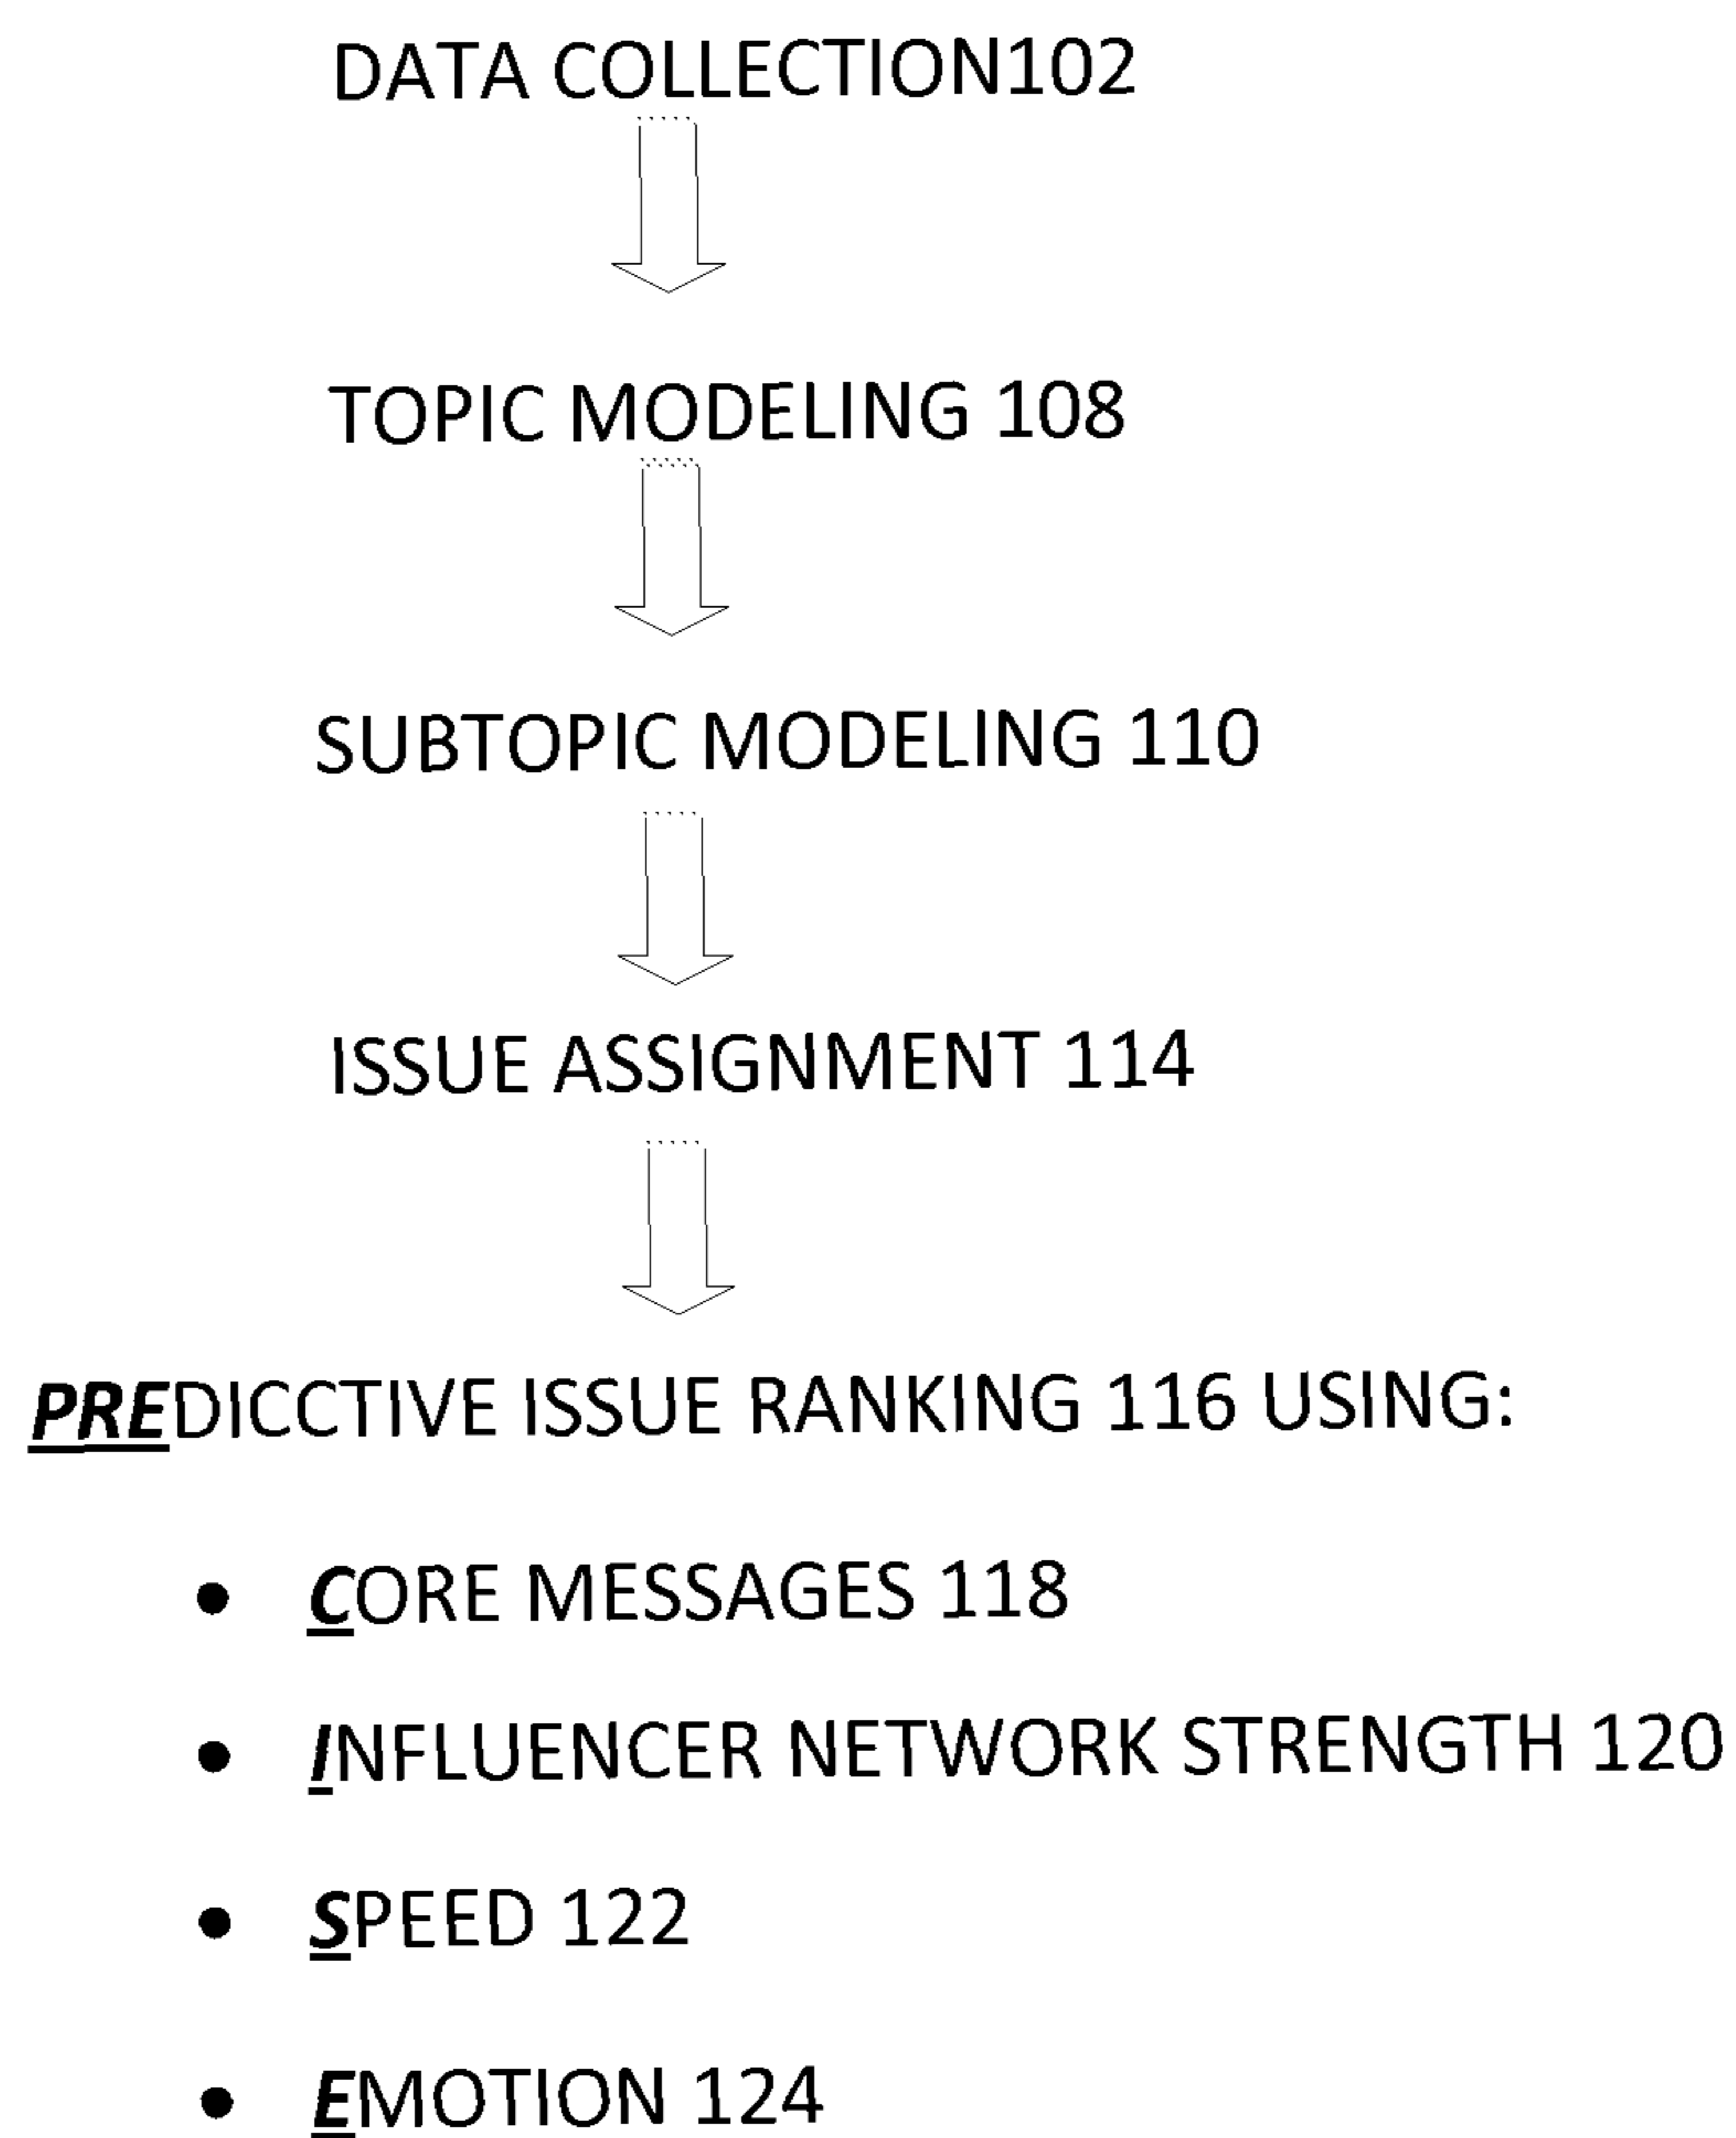 DATA COLLECTION102
TOPIC MODELING 108
SUBTOPIC MODELING 110
ISSUE ASSIGNMENT 114
PREDICCTIVE ISSUE RANKING 116 USING:
• CORE MESSAGES 118
• INFLUENCER NETWORK STRENGTH 120
• SPEED 122
• EMOTION 124